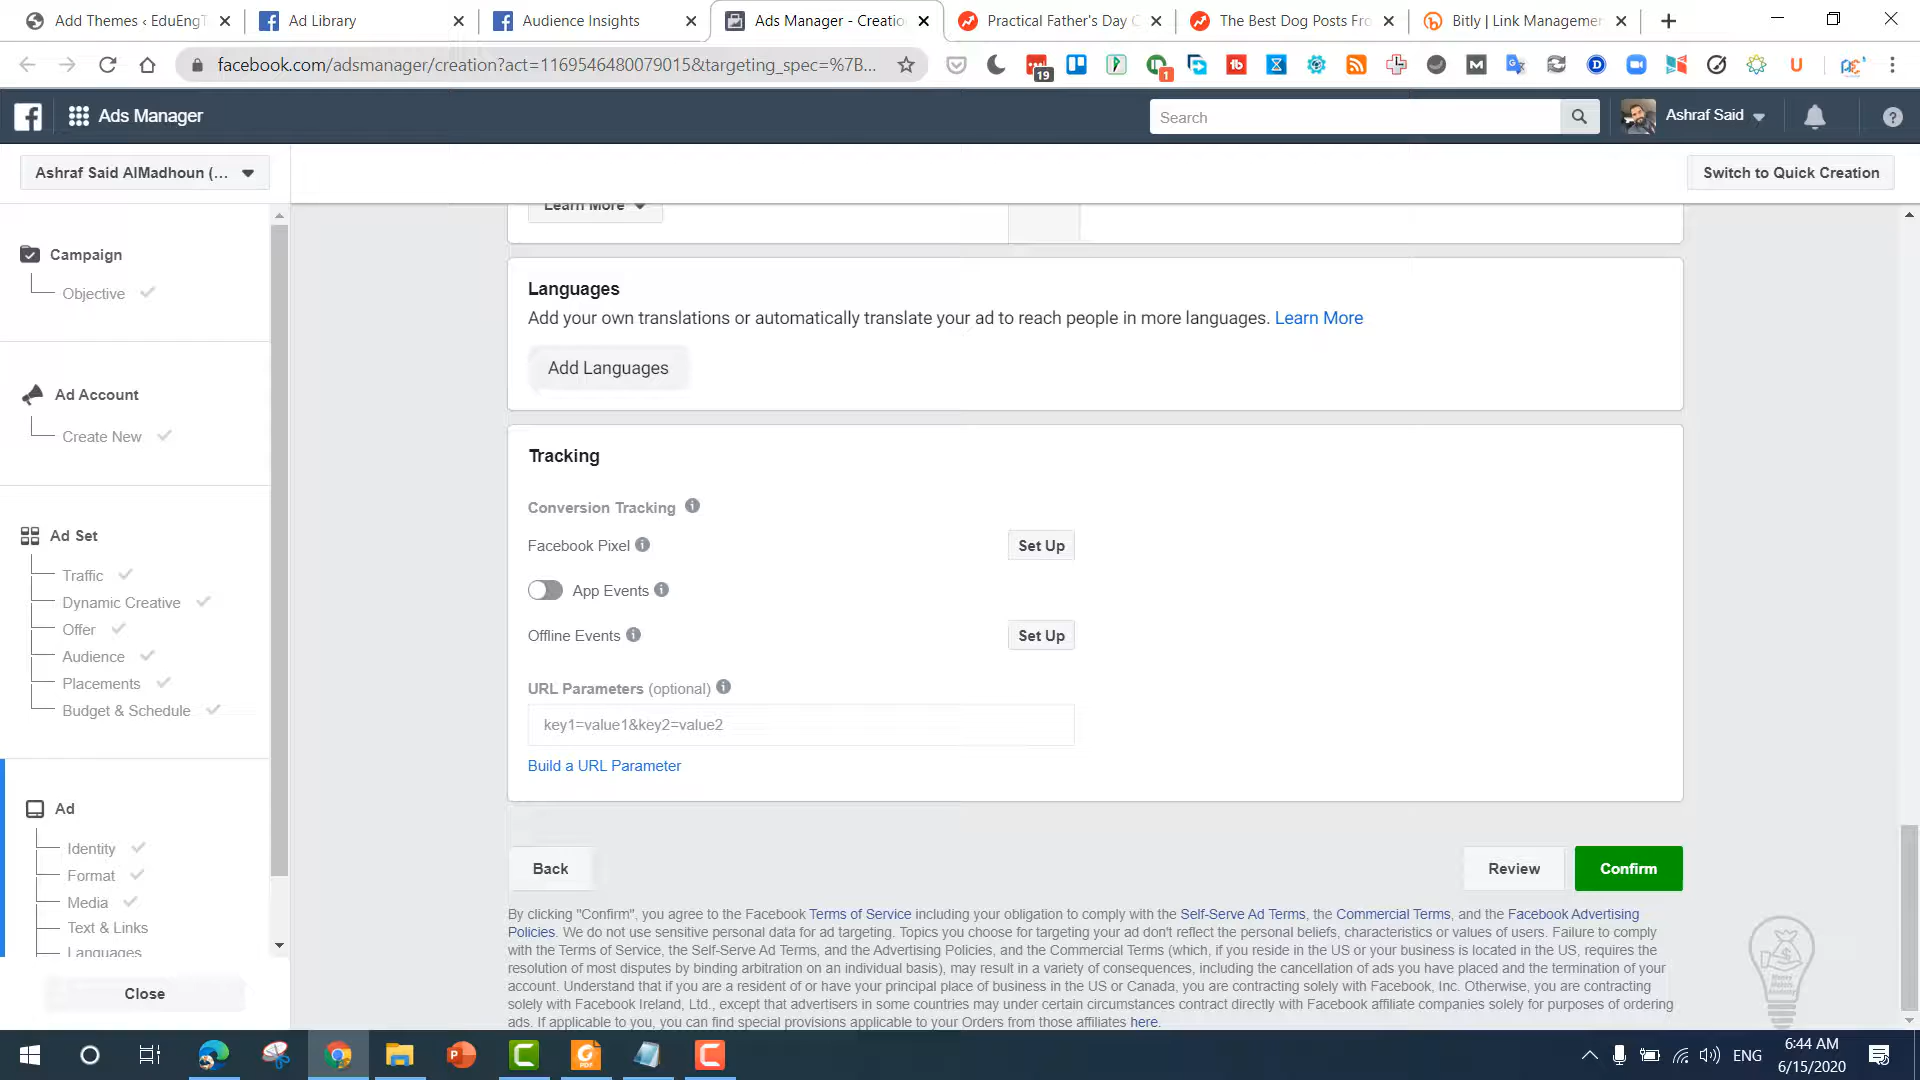 Add Themes ‹ EduEngT
Ad Library
Audience Insights
Ads Manager - Creatio
Practical Father's Day C
The Best Dog Posts Fro
Bitly | Link Managemen
facebook.com/adsmanager/creation?act=1169546480079015&targeting_spec=%7B...
19
1
Ads Manager
Search
Ashraf Said
Ashraf Said AlMadhoun (...
Switch to Quick Creation
Campaign
Objective
Ad Account
Create New
Ad Set
Traffic
Dynamic Creative
Offer
Audience
Placements
Budget & Schedule
Ad
Identity
Format
Media
Text & Links
Languages
Close
Learn More
Languages
Add your own translations or automatically translate your ad to reach people in more languages. Learn More
Add Languages
Tracking
Conversion Tracking
Facebook Pixel
Set Up
App Events
Offline Events
Set Up
URL Parameters (optional)
key1=value1&key2=value2
Build a URL Parameter
Back
Review
Confirm
By clicking "Confirm", you agree to the Facebook Terms of Service including your obligation to comply with the Self-Serve Ad Terms, the Commercial Terms, and the Facebook Advertising
Policies. We do not use sensitive personal data for ad targeting. Topics you choose for targeting your ad don't reflect the personal beliefs, characteristics or values of users. Failure to comply
with the Terms of Service, the Self-Serve Ad Terms, and the Advertising Policies, and the Commercial Terms (which, if you reside in the US or your business is located in the US, requires the
resolution of most disputes by binding arbitration on an individual basis), may result in a variety of consequences, including the cancellation of ads you have placed and the termination of your
account. Understand that if you are a resident of or have your principal place of business in the US or Canada, you are contracting solely with Facebook, Inc. Otherwise, you are contracting
solely with Facebook Ireland, Ltd., except that advertisers in some countries may under certain circumstances contract directly with Facebook affiliate companies solely for purposes of ordering
ads. If applicable to you, you can find special provisions applicable to your Orders from those affiliates here.
ENG
6:44 AM
6/15/2020